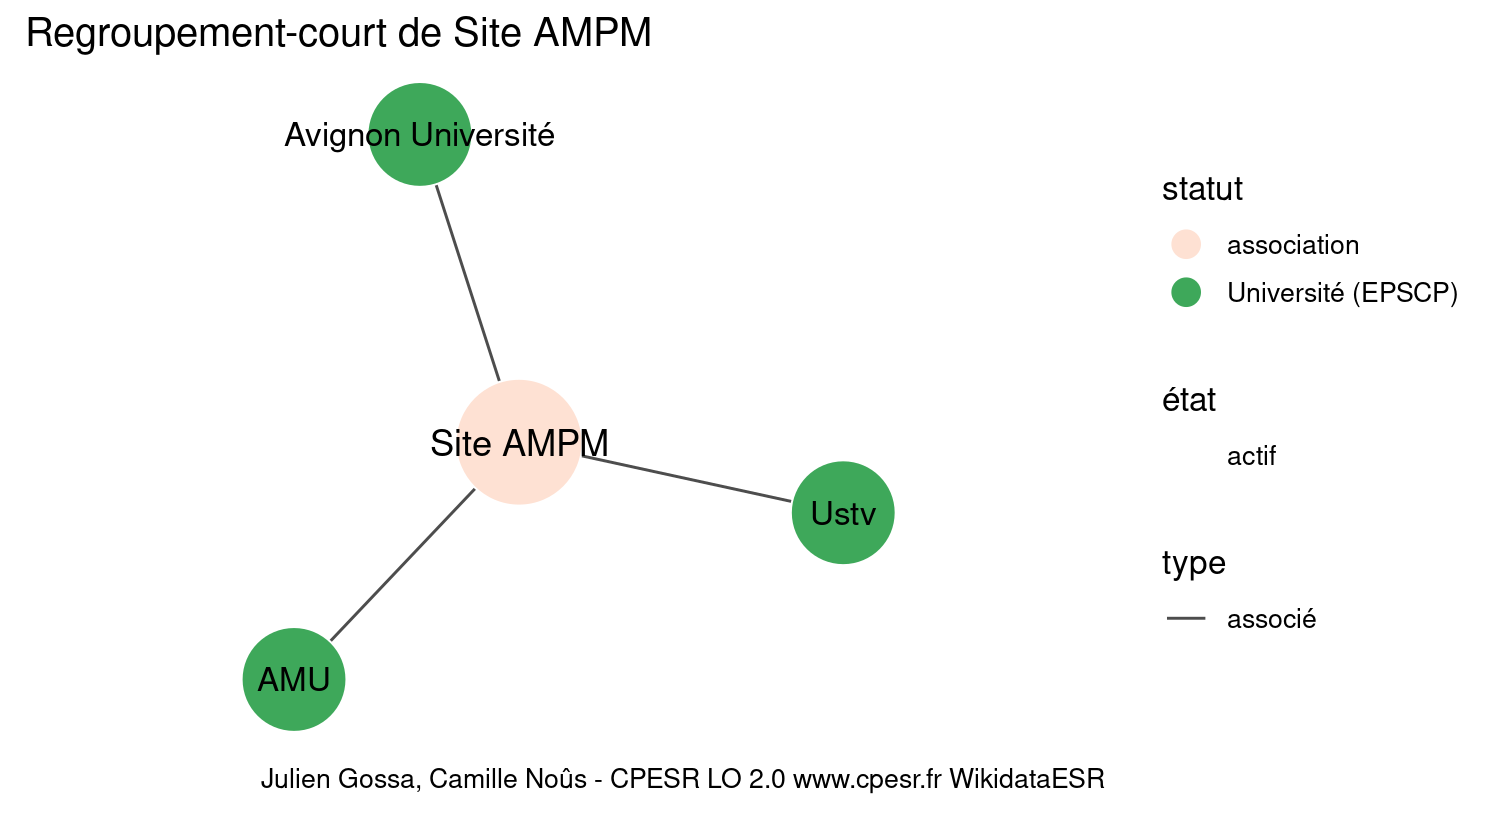 Regroupement-court de Site AMPM
Avignon Université
Site AMPM
Ustv
AMU
statut
association
Université (EPSCP)
état
actif
type
associé
Julien Gossa, Camille Noûs - CPESR LO 2.0 www.cpesr.fr WikidataESR